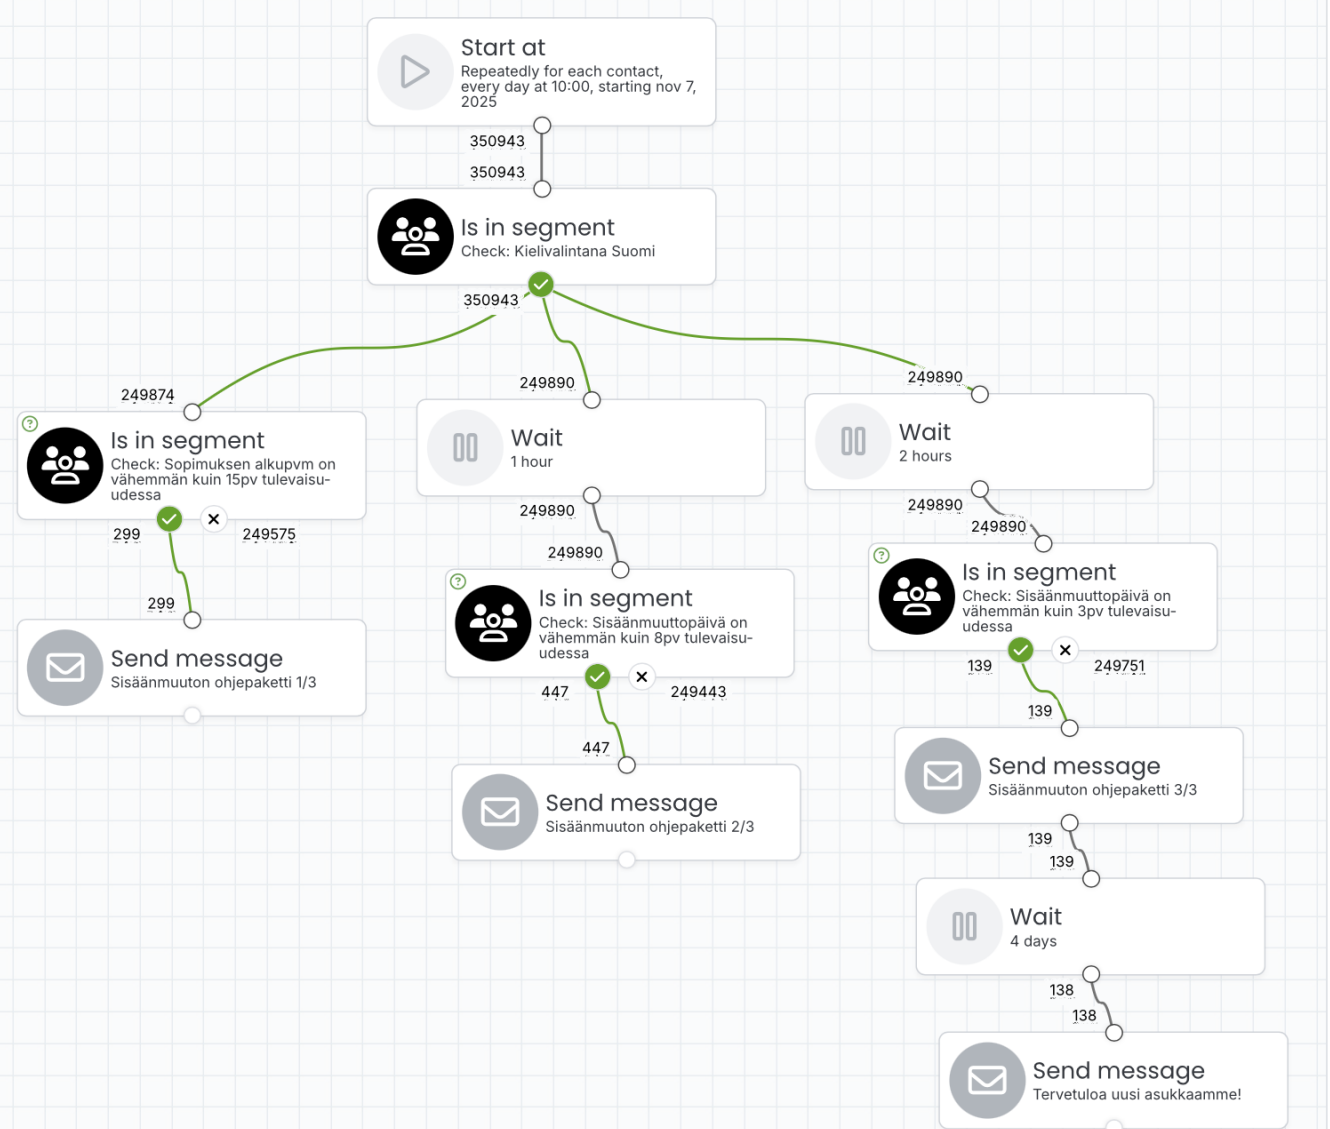 Start at
Repeatedly for each contact,
every day at 10:00, starting nov 7,
2025
350943
350943
Is in segment
Check: Kielivalintana Suomi
350943
249874
Is in segment
Check: Sopimuksen alkupvm on
vähemmän kuin 15pv tulevaisu-
udessa
299
249575
299
Send message
Sisäänmuuton ohjepaketti 1/3
249890
Wait
1 hour
249890
249890
Is in segment
Check: Sisäänmuuttopäivä on
vähemmän kuin 8pv tulevaisu-
udessa
447
249443
447
Send message
Sisäänmuuton ohjepaketti 2/3
249890
Wait
2 hours
249890
249890
Is in segment
Check: Sisäänmuuttopäivä on
vähemmän kuin 3pv tulevaisu-
udessa
139
249751
139
Send message
Sisäänmuuton ohjepaketti 3/3
139
139
Wait
4 days
138
138
Send message
Tervetuloa uusi asukkaamme!